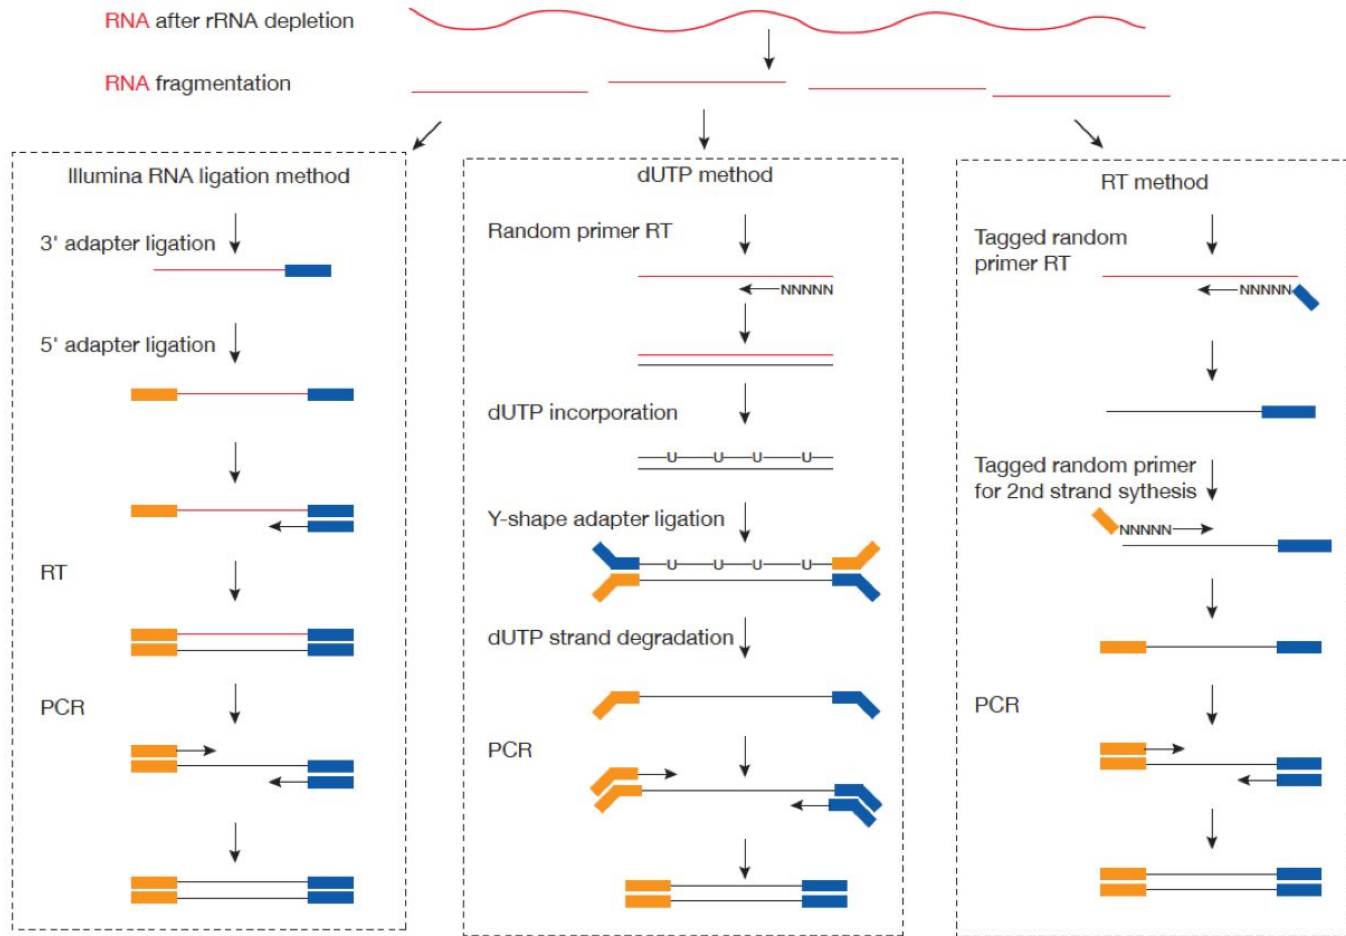 RNA after rRNA depletion
RNA fragmentation
Illumina RNA ligation method
3' adapter ligation
5' adapter ligation
RT
PCR
dUTP method
Random primer RT
NNNNN
dUTP incorporation
U U U U
Y-shape adapter ligation
U U U U
dUTP strand degradation
PCR
RT method
Tagged random
primer RT
NNNNN
Tagged random primer
for 2nd strand sythesis
NNNNN
PCR